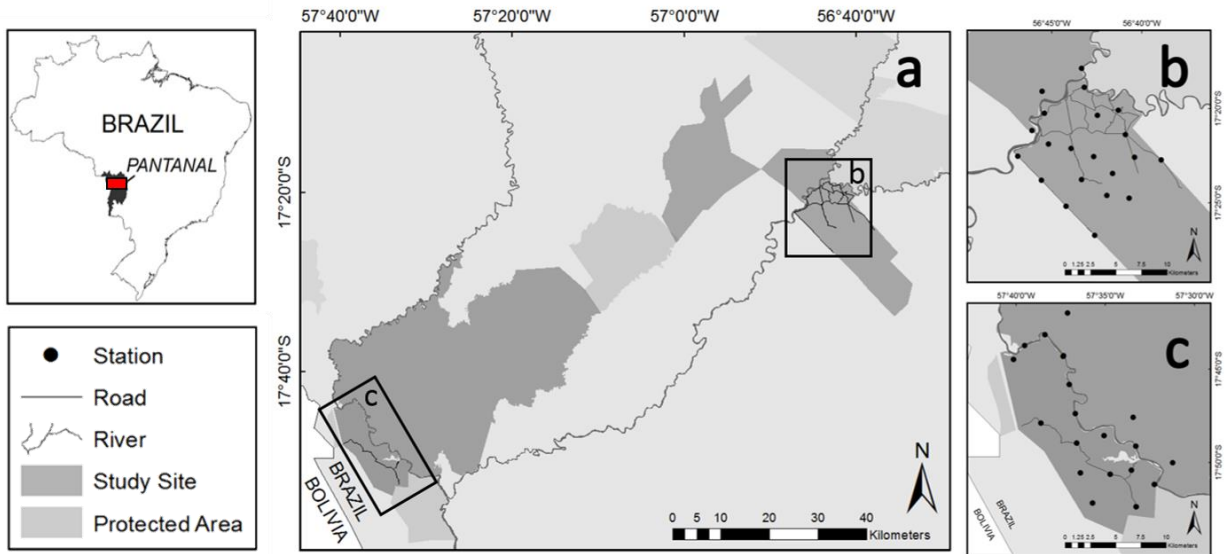 BRAZIL
PANTANAL
Station
Road
River
Study Site
Protected Area
57°40'0"W 57°20'0"W 57°0'0"W 56°40'0"W
17°20'0"S
17°40'0"S
a
b
c
BRAZIL
BOLIVIA
N
0 5 10 20 30 40
Kilometers
56°45'0"W 56°40'0"W
b
17°20'0"S
17°25'0"S
N
0 1.25 2.5 5 7.5 10
Kilometers
57°40'0"W 57°35'0"W 57°30'0"W
c
17°45'0"S
17°50'0"S
BRAZIL
BOLIVIA
N
0 1.25 2.5 5 7.5 10
Kilometers